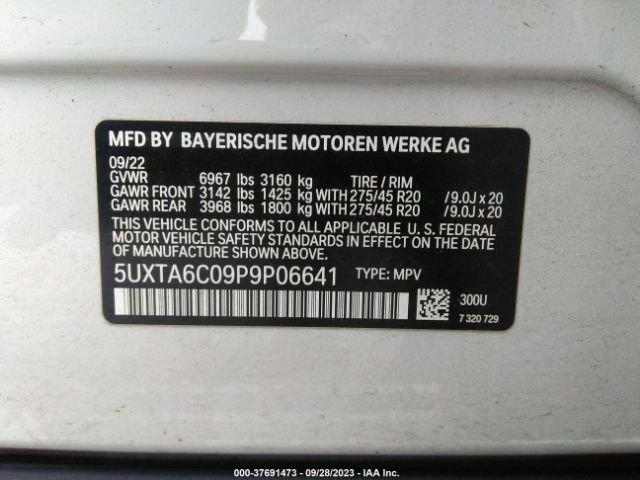 MFD BY BAYERISCHE MOTOREN WERKE AG
09/22
GVWR 6967 lbs 3160 kg TIRE / RIM
GAWR FRONT 3142 lbs 1425 kg WITH 275/45 R20 / 9.0J x 20
GAWR REAR 3968 lbs 1800 kg WITH 275/45 R20 / 9.0J x 20
THIS VEHICLE CONFORMS TO ALL APPLICABLE U. S. FEDERAL
MOTOR VEHICLE SAFETY STANDARDS IN EFFECT ON THE DATE
OF MANUFACTURE SHOWN ABOVE.
5UXTA6C09P9P06641 TYPE: MPV
300U
7 320 729
000-37691473 - 09/28/2023 - IAA Inc.